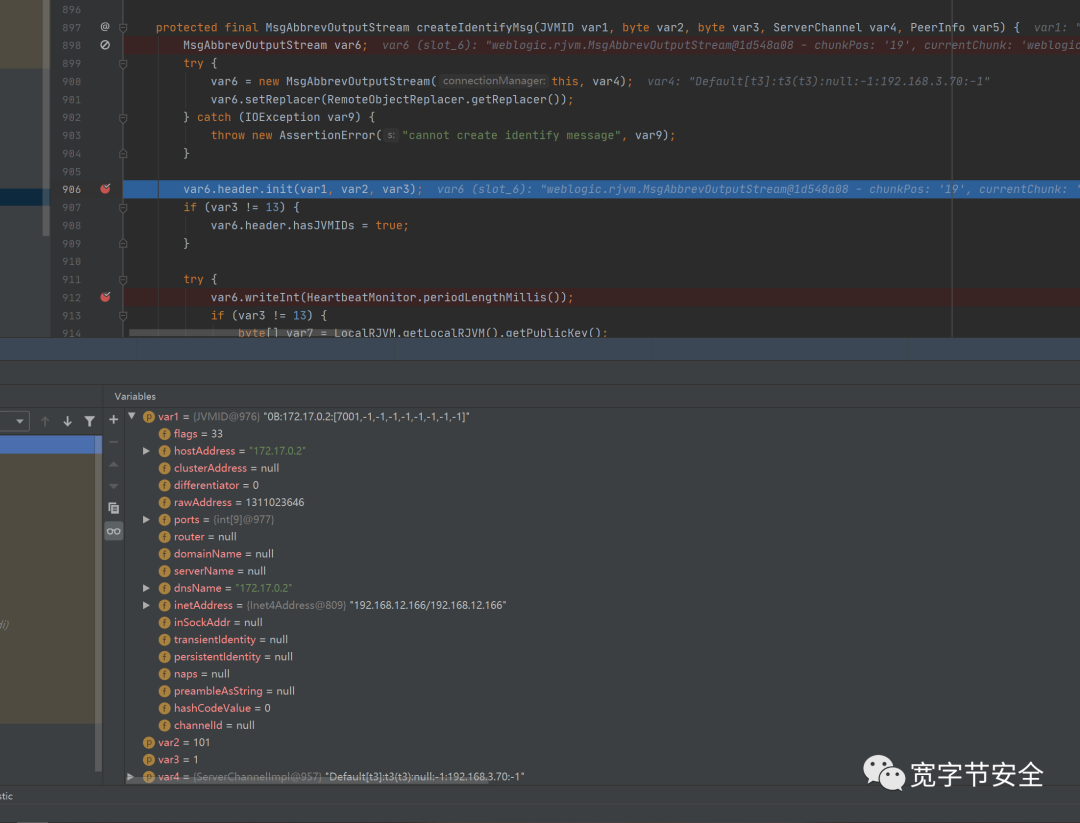 896
897 @ protected final MsgAbbrevOutputStream createIdentifyMsg(JVMID var1, byte var2, byte var3, ServerChannel var4, PeerInfo var5) { var1: "
898 MsgAbbrevOutputStream var6; var6 (slot_6): "weblogic.rjvm.MsgAbbrevOutputStream@1d548a08 - chunkPos: '19', currentChunk: 'weblogic
899 try {
900 var6 = new MsgAbbrevOutputStream( connectionManager: this, var4); var4: "Default[t3]:t3(t3):null:-1:192.168.3.70:-1"
901 var6.setReplacer(RemoteObjectReplacer.getReplacer());
902 } catch (IOException var9) {
903 throw new AssertionError( s: "cannot create identify message", var9);
904 }
905
906 var6.header.init(var1, var2, var3); var6 (slot_6): "weblogic.rjvm.MsgAbbrevOutputStream@1d548a08 - chunkPos: '19', currentChunk: '
907 if (var3 != 13) {
908 var6.header.hasJVMIDs = true;
909 }
910
911 try {
912 var6.writeInt(HeartbeatMonitor.periodLengthMillis());
913 if (var3 != 13) {
914 byte[] var7 = LocalRJVM.getLocalRJVM().getPublicKey();
Variables
var1 = {JVMID@976} "0B:172.17.0.2:[7001,-1,-1,-1,-1,-1,-1,-1,-1]"
flags = 33
hostAddress = "172.17.0.2"
clusterAddress = null
differentiator = 0
rawAddress = 1311023646
ports = {int[9]@977}
router = null
domainName = null
serverName = null
dnsName = "172.17.0.2"
inetAddress = {Inet4Address@809} "192.168.12.166/192.168.12.166"
inSockAddr = null
transientIdentity = null
persistentIdentity = null
naps = null
preambleAsString = null
hashCodeValue = 0
channelId = null
var2 = 101
var3 = 1
var4 = {ServerChannelImpl@957} "Default[t3]:t3(t3):null:-1:192.168.3.70:-1"
di)
stic
宽字节安全